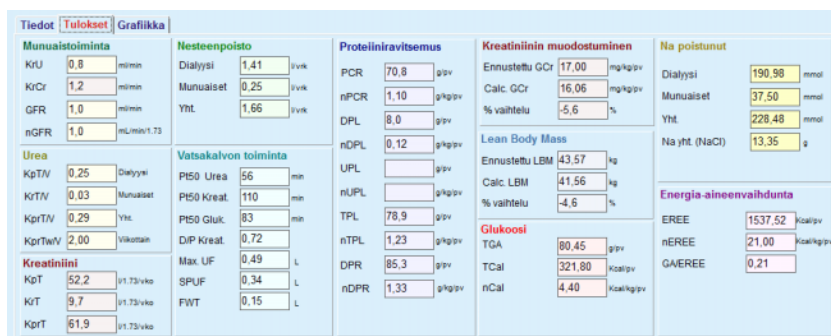 Tiedot Tulokset Grafiikka
Munuaistoiminta
KrU 0,8 ml/min
KrCr 1,2 ml/min
GFR 1,0 ml/min
nGFR 1,0 mL/min/1.73
Urea
KpT/V 0,25 Dialyysi
KrT/V 0,03 Munuaiset
KprT/V 0,29 Yht.
KprTw/V 2,00 Viikottain
Kreatiniini
KpT 52,2 l/1.73/vko
KrT 9,7 l/1.73/vko
KprT 61,9 l/1.73/vko
Nesteenpoisto
Dialyysi 1,41 l/vrk
Munuaiset 0,25 l/vrk
Yht. 1,66 l/vrk
Vatsakalvon toiminta
Pt50 Urea 56 min
Pt50 Kreat. 110 min
Pt50 Gluk. 83 min
D/P Kreat. 0,72
Max. UF 0,49 L
SPUF 0,34 L
FWT 0,15 L
Proteiiniravitsemus
PCR 70,8 g/pv
nPCR 1,10 g/kg/pv
DPL 8,0 g/pv
nDPL 0,12 g/kg/pv
UPL g/pv
nUPL g/kg/pv
TPL 78,9 g/pv
nTPL 1,23 g/kg/pv
DPR 85,3 g/pv
nDPR 1,33 g/kg/pv
Kreatiniinin muodostuminen
Ennustettu GCr 17,00 mg/kg/pv
Calc. GCr 16,06 mg/kg/pv
% vaihtelu -5,6 %
Lean Body Mass
Ennustettu LBM 43,57 kg
Calc. LBM 41,56 kg
% vaihtelu -4,6 %
Glukoosi
TGA 80,45 g/pv
TCal 321,80 Kcal/pv
nCal 4,40 Kcal/kg/pv
Na poistunut
Dialyysi 190,98 mmol
Munuaiset 37,50 mmol
Yht. 228,48 mmol
Na yht. (NaCl) 13,35 g
Energia-aineenvaihdunta
EREE 1537,52 Kcal/pv
nEREE 21,00 Kcal/kg/pv
GA/EREE 0,21